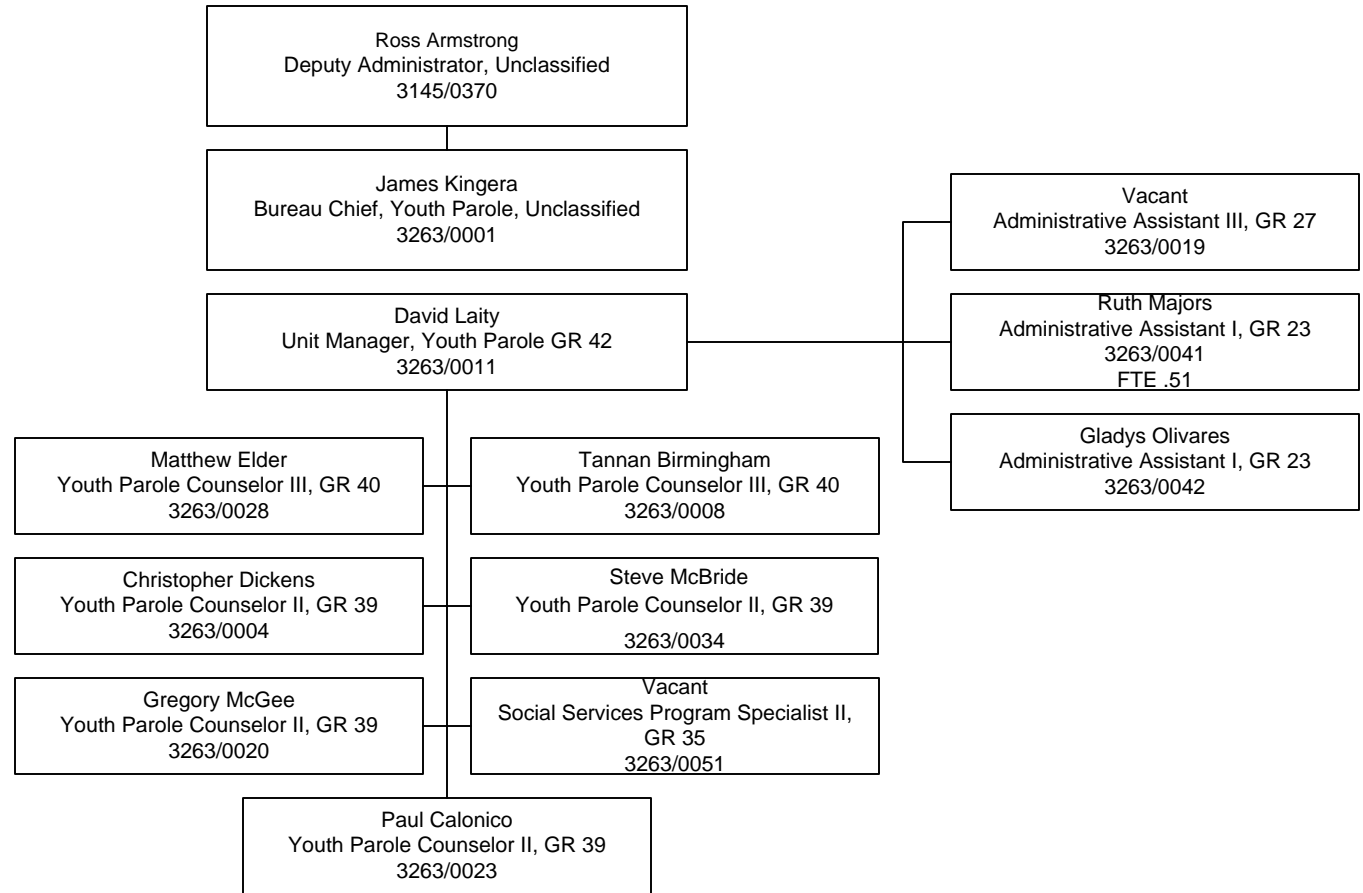 Ross Armstrong
Deputy Administrator, Unclassified
3145/0370
James Kingera
Bureau Chief, Youth Parole, Unclassified
3263/0001
David Laity
Unit Manager, Youth Parole GR 42
3263/0011
Vacant
Administrative Assistant III, GR 27
3263/0019
Ruth Majors
Administrative Assistant I, GR 23
3263/0041
FTE .51
Gladys Olivares
Administrative Assistant I, GR 23
3263/0042
Matthew Elder
Youth Parole Counselor III, GR 40
3263/0028
Tannan Birmingham
Youth Parole Counselor III, GR 40
3263/0008
Christopher Dickens
Youth Parole Counselor II, GR 39
3263/0004
Steve McBride
Youth Parole Counselor II, GR 39
3263/0034
Gregory McGee
Youth Parole Counselor II, GR 39
3263/0020
Vacant
Social Services Program Specialist II,
GR 35
3263/0051
Paul Calonico
Youth Parole Counselor II, GR 39
3263/0023